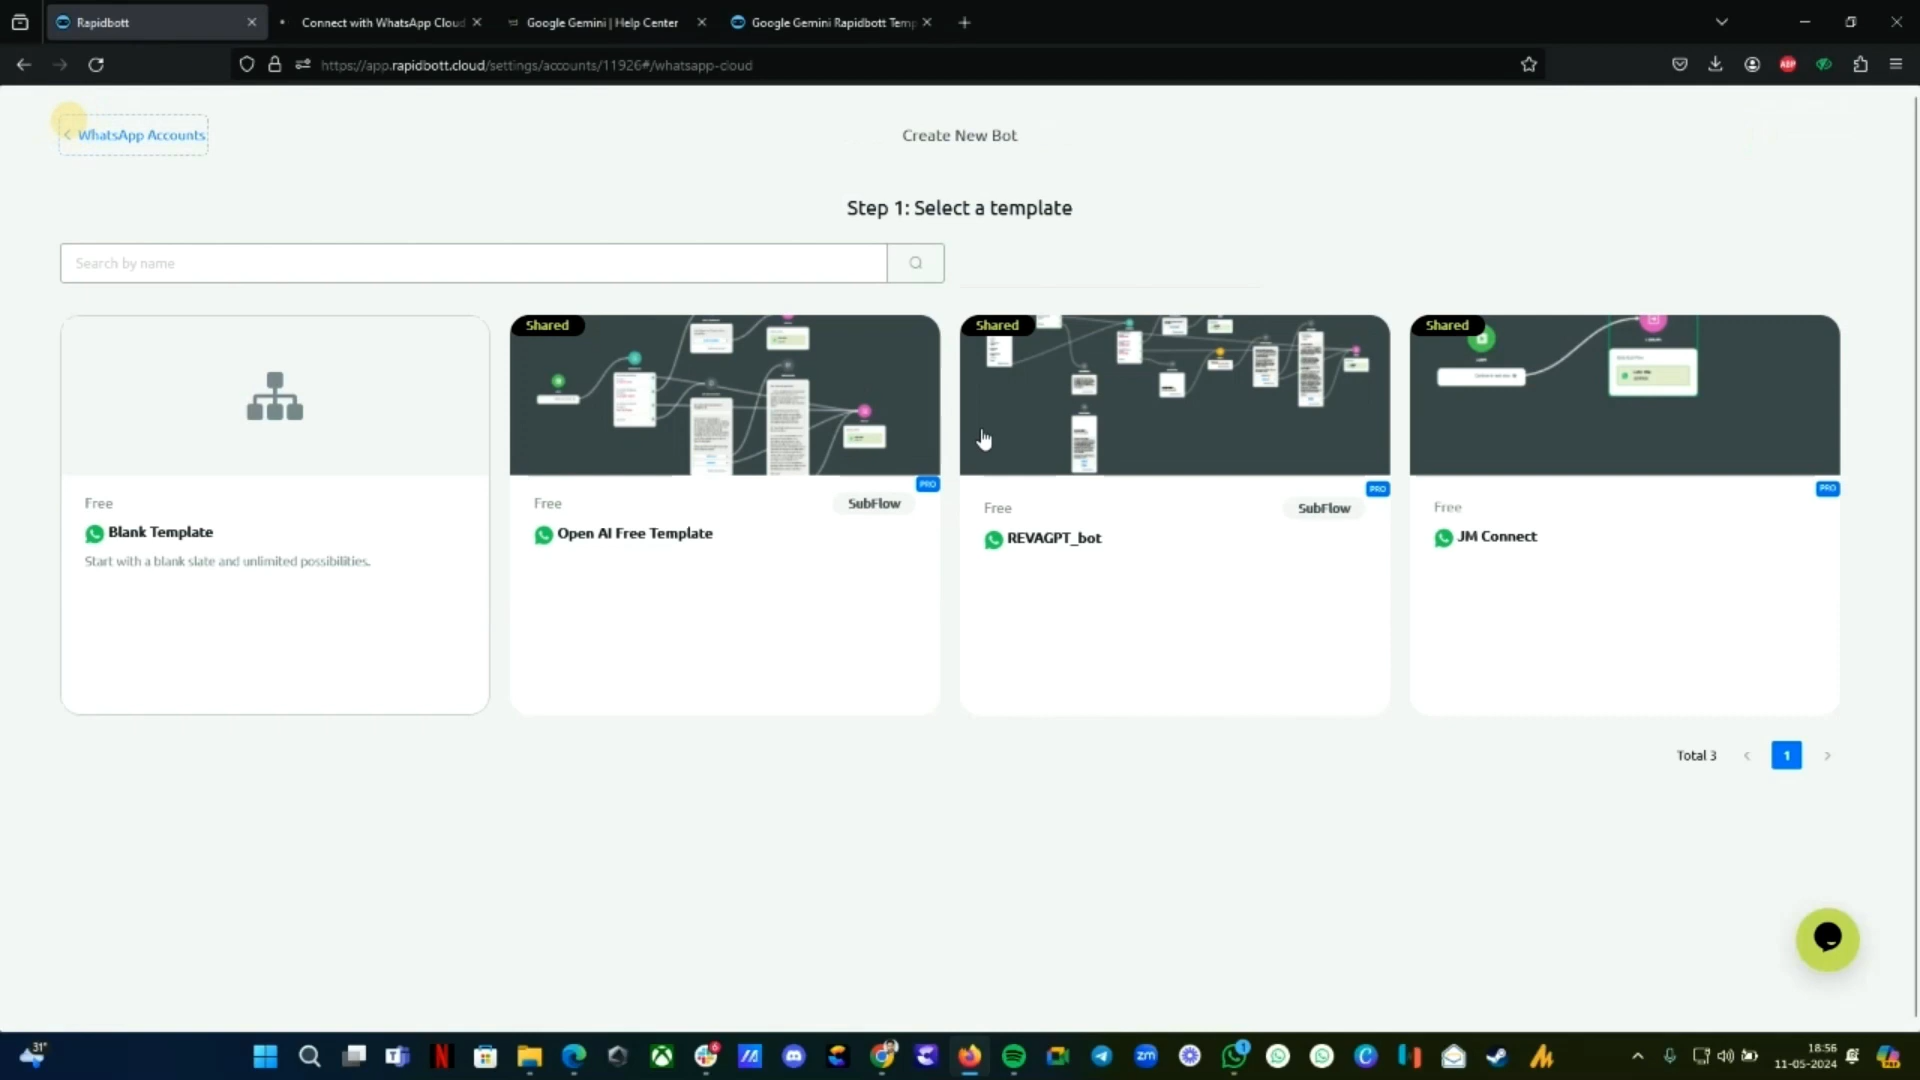 Rapidbott
Connect with WhatsApp Cloud
Google Gemini | Help Center
Google Gemini Rapidbott Temp
https://app.rapidbott.cloud/settings/accounts/11926#/whatsapp-cloud
ABP
WhatsApp Accounts
Create New Bot
Step 1: Select a template
Search by name
Shared
Shared
Shared
Free
Blank Template
Start with a blank slate and unlimited possibilities.
PRO
Free
SubFlow
Open AI Free Template
PRO
Free
SubFlow
REVAGPT_bot
PRO
Free
JM Connect
Total 3
1
31°
zm
18:56
11-05-2024